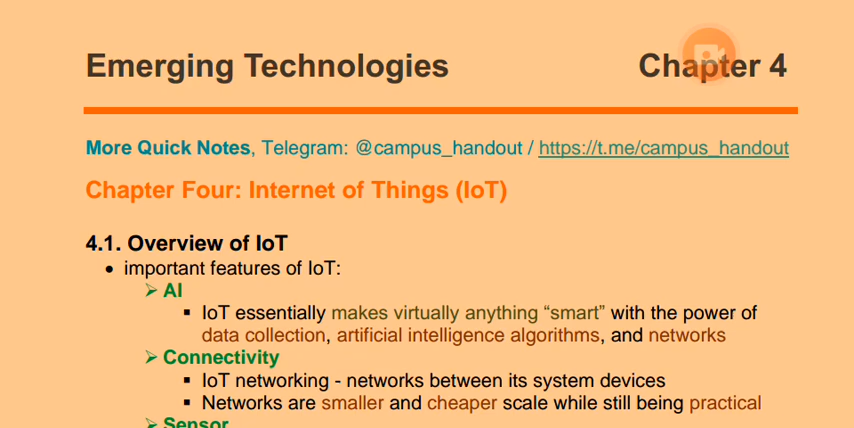 Emerging Technologies Chapter 4
More Quick Notes, Telegram: @campus_handout / https://t.me/campus_handout
Chapter Four: Internet of Things (IoT)
4.1. Overview of IoT
• important features of IoT:
➢ AI
▪ IoT essentially makes virtually anything “smart” with the power of
data collection, artificial intelligence algorithms, and networks
➢ Connectivity
▪ IoT networking - networks between its system devices
▪ Networks are smaller and cheaper scale while still being practical
➢ Sensor